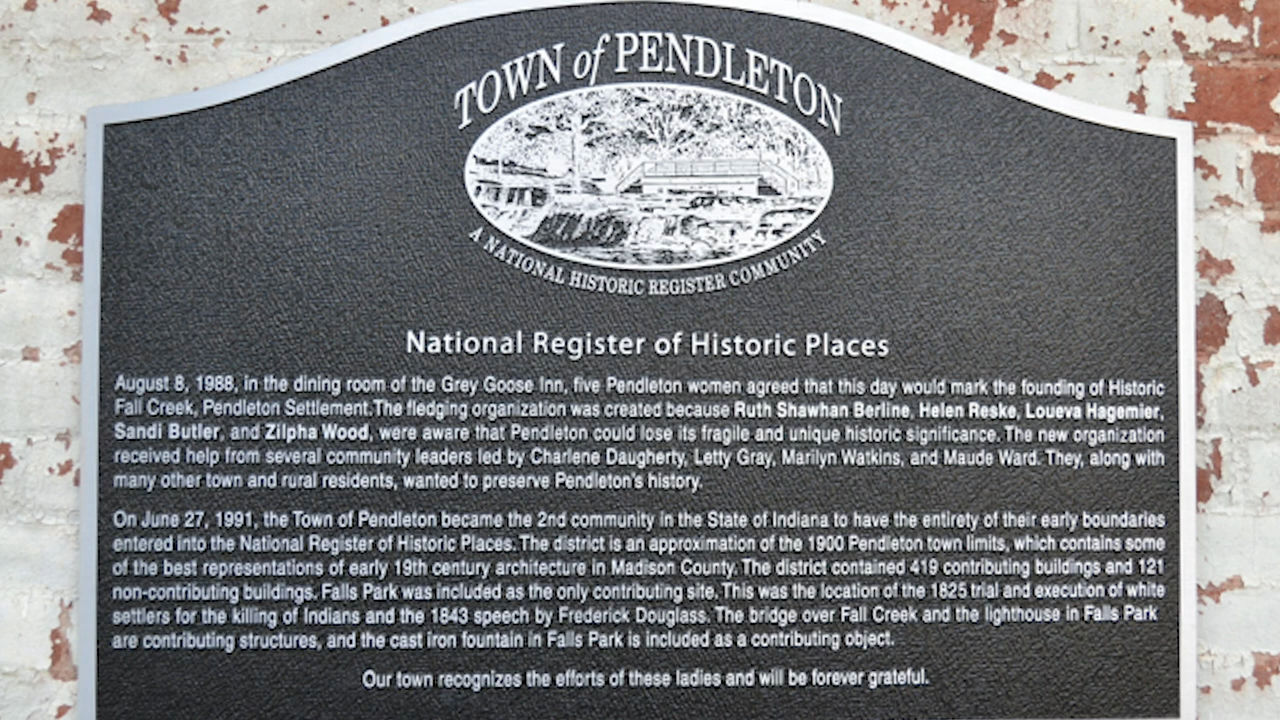 TOWN of PENDLETON
A NATIONAL HISTORIC REGISTER COMMUNITY
National Register of Historic Places
August 8, 1988, in the dining room of the Grey Goose Inn, five Pendleton women agreed that this day would mark the founding of Historic
Fall Creek, Pendleton Settlement.The fledging organization was created because Ruth Shawhan Berline, Helen Reske, Loueva Hagemier,
Sandi Butler, and Zilpha Wood, were aware that Pendleton could lose its fragile and unique historic significance. The new organization
received help from several community leaders led by Charlene Daugherty, Letty Gray, Marilyn Watkins, and Maude Ward. They, along with
many other town and rural residents, wanted to preserve Pendleton's history.
On June 27, 1991, the Town of Pendleton became the 2nd community in the State of Indiana to have the entirety of their early boundaries
entered into the National Register of Historic Places. The district is an approximation of the 1900 Pendleton town limits, which contains some
of the best representations of early 19th century architecture in Madison County. The district contained 419 contributing buildings and 121
non-contributing buildings. Falls Park was included as the only contributing site. This was the location of the 1825 trial and execution of white
settlers for the killing of Indians and the 1843 speech by Frederick Douglass. The bridge over Fall Creek and the lighthouse in Falls Park
are contributing structures, and the cast iron fountain in Falls Park is included as a contributing object.
Our town recognizes the efforts of these ladies and will be forever grateful.